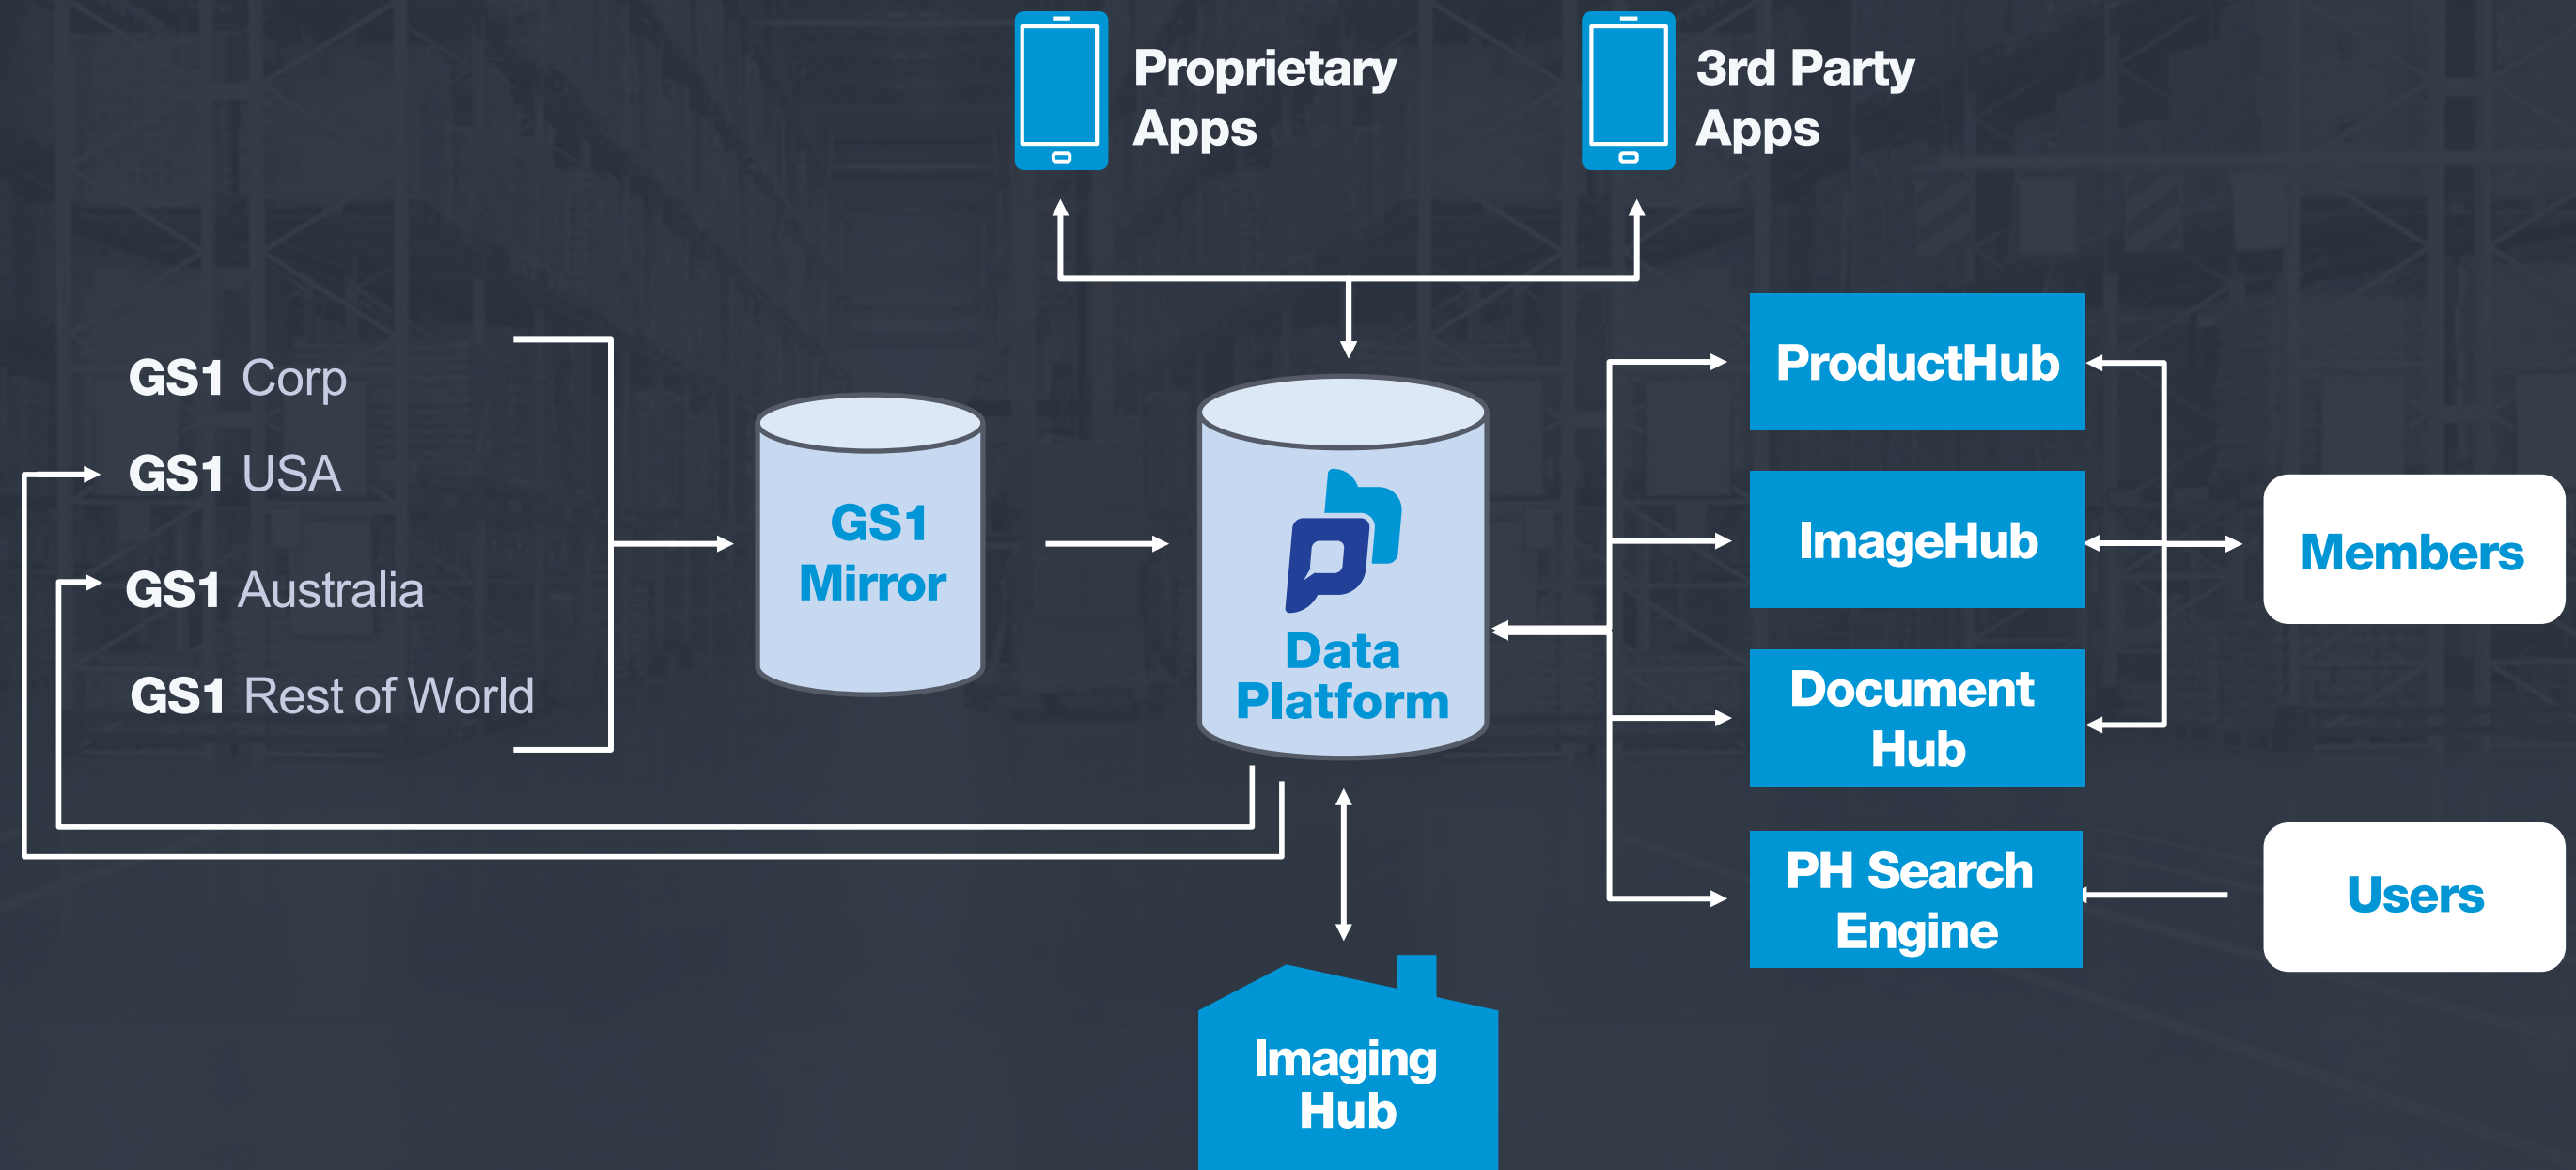 Proprietary
Apps
3rd Party
Apps
GS1 Corp
GS1 USA
GS1 Australia
GS1 Rest of World
GS1
Mirror
Data
Platform
ProductHub
ImageHub
Document
Hub
PH Search
Engine
Members
Users
Imaging
Hub